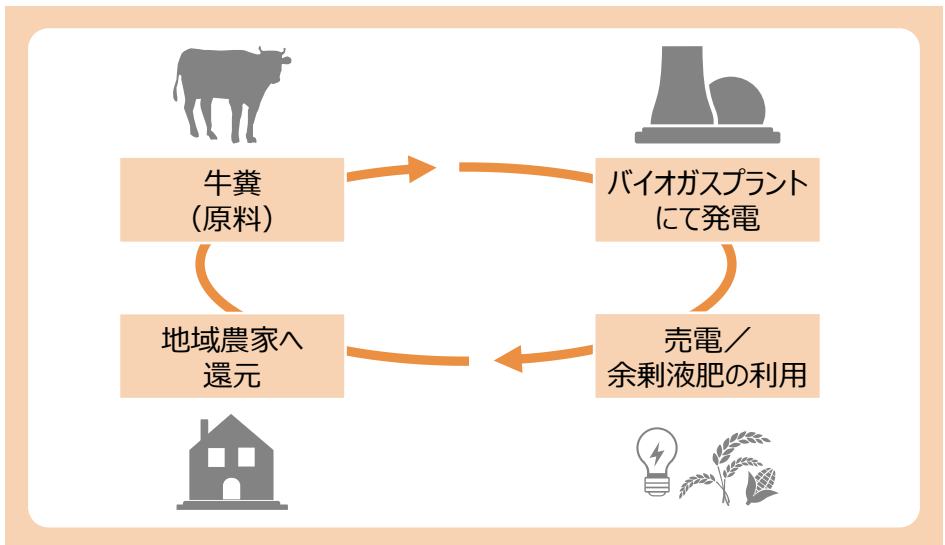 牛糞
（原料）
バイオガスプラント
にて発電
地域農家へ
還元
売電／
余剰液肥の利用